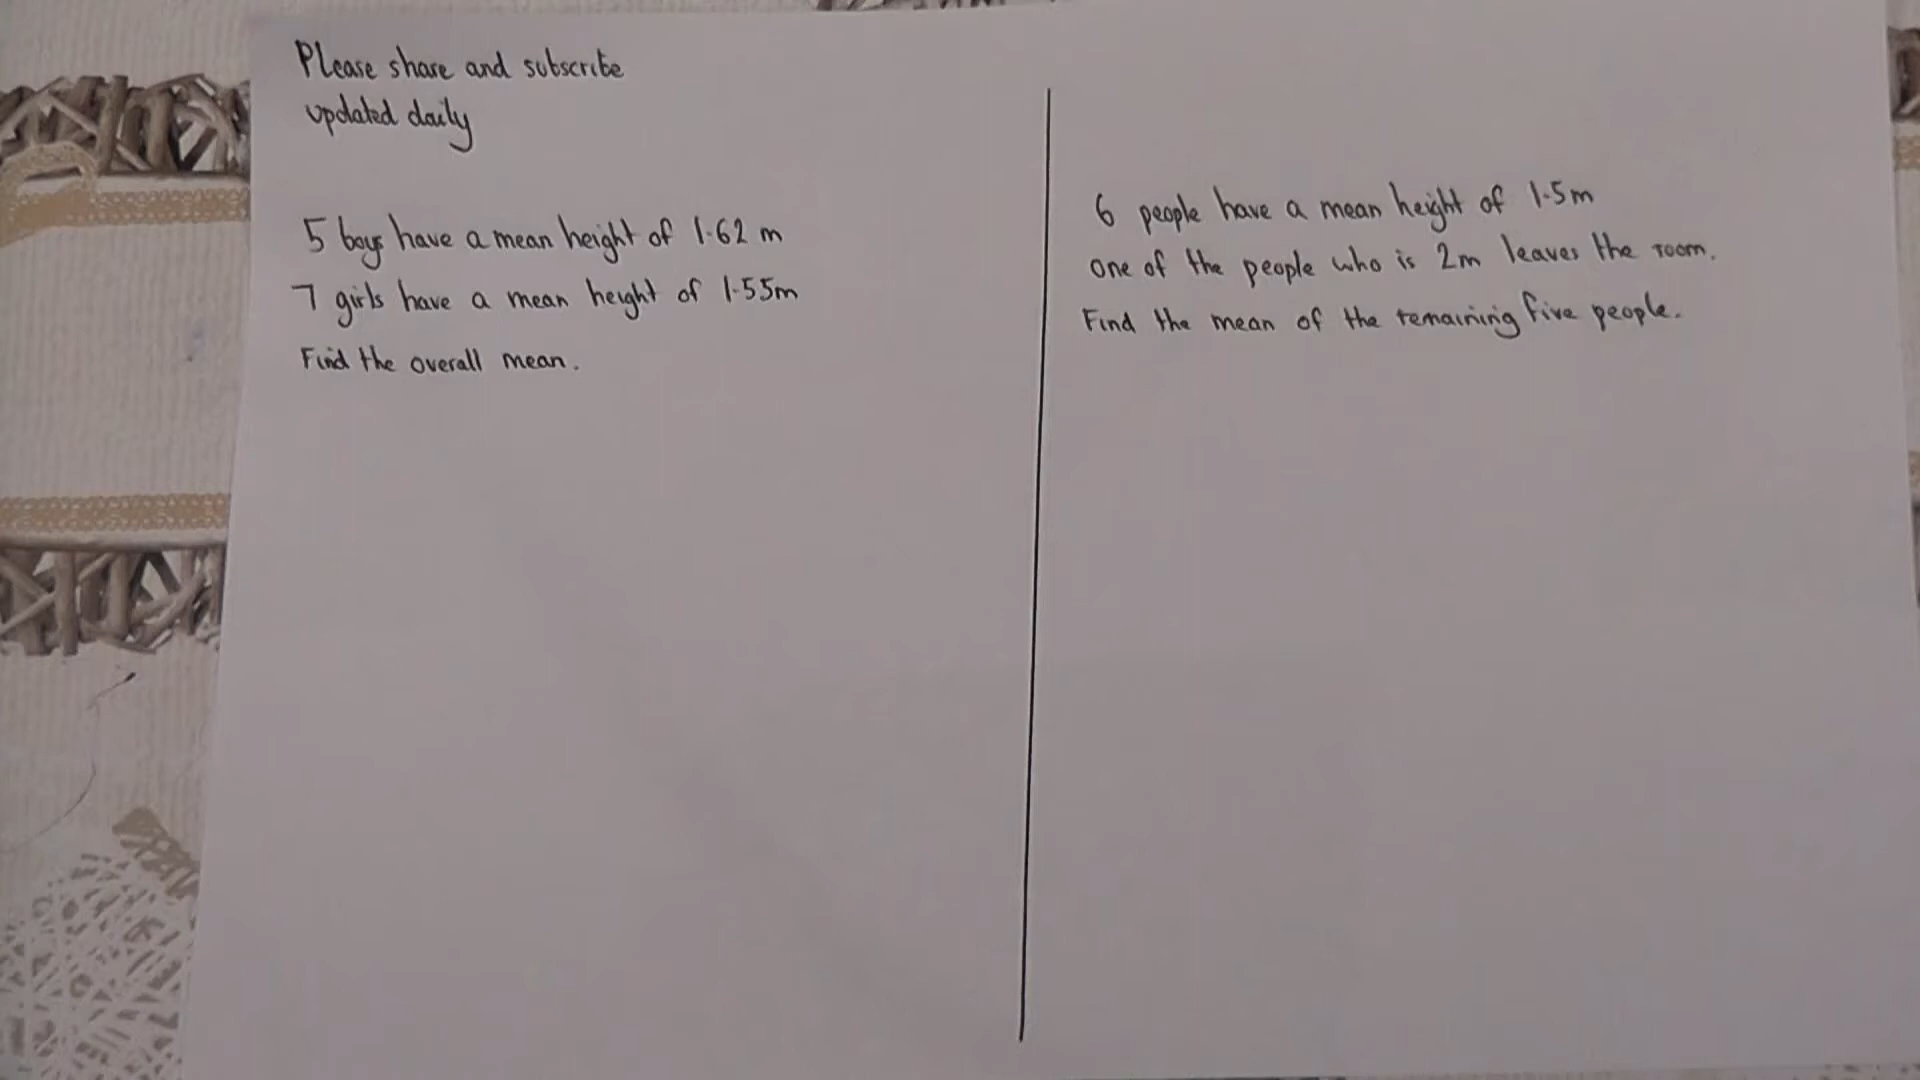 Please share and subscribe
updated daily
5 boys have a mean height of 1.62 m
7 girls have a mean height of 1.55m
Find the overall mean.
6 people have a mean height of 1.5m
one of the people who is 2m leaves the room.
Find the mean of the remaining five people.